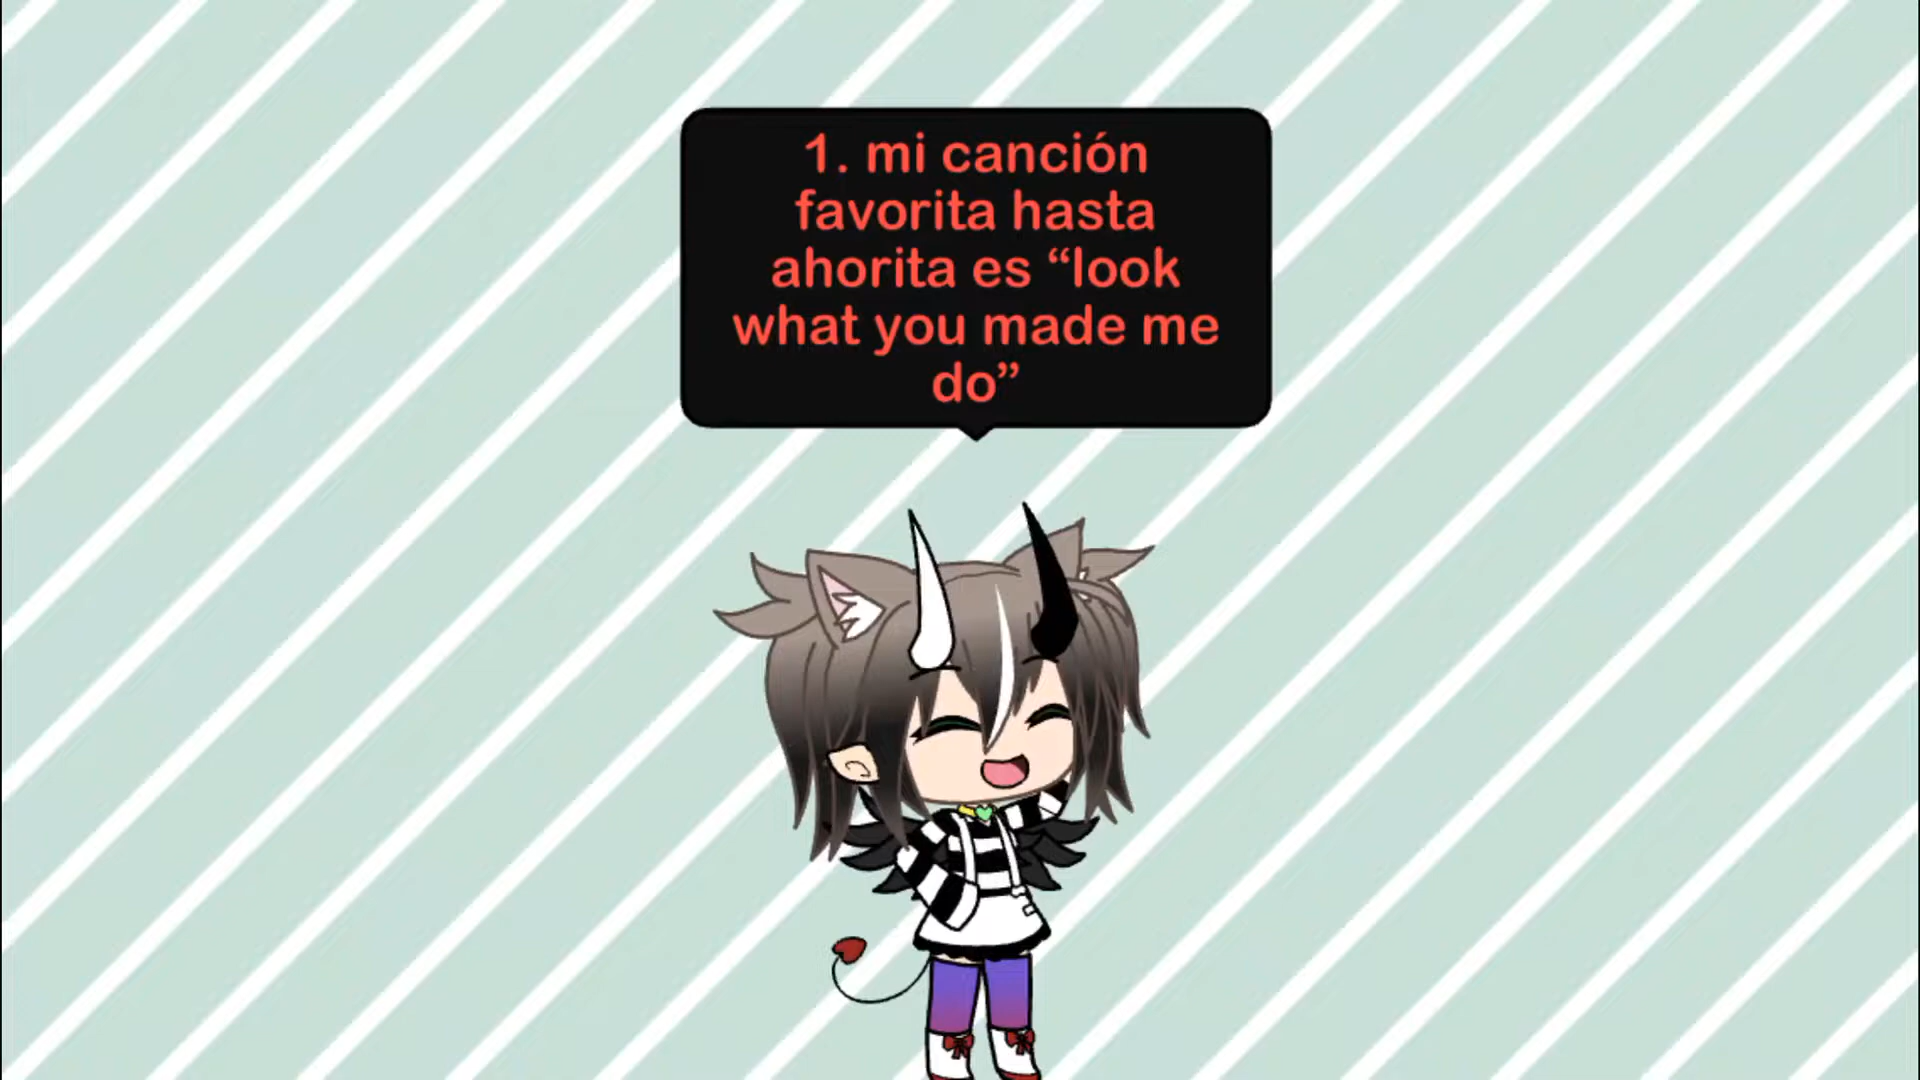 1. mi canción
favorita hasta
ahorita es “look
what you made me
do”